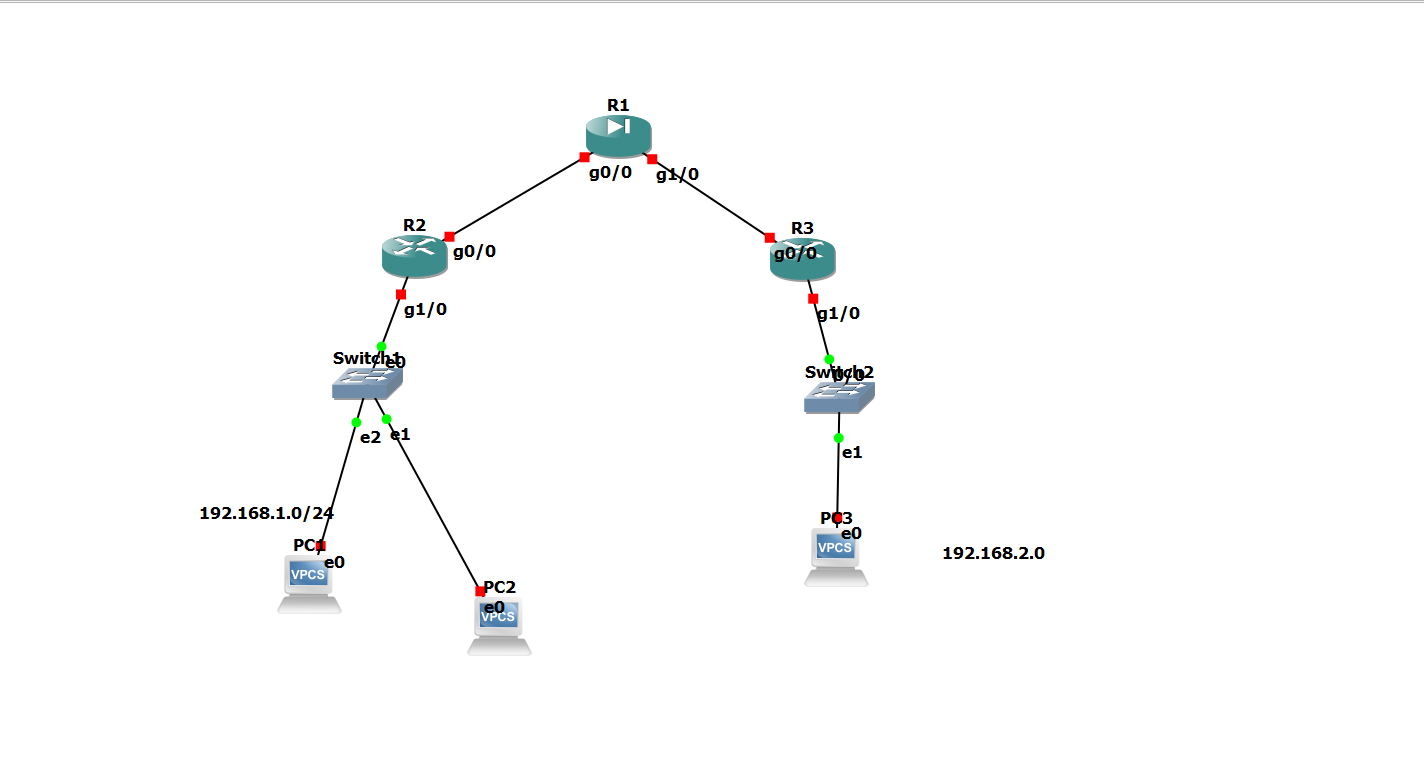 R1
g0/0
g1/0
R2
g0/0
R3
g0/0
g1/0
g1/0
Switch1
e0
Switch2
0/0
e2
e1
e1
192.168.1.0/24
PC1
e0
VPCS
PC3
e0
VPCS
192.168.2.0
PC2
e0
VPCS